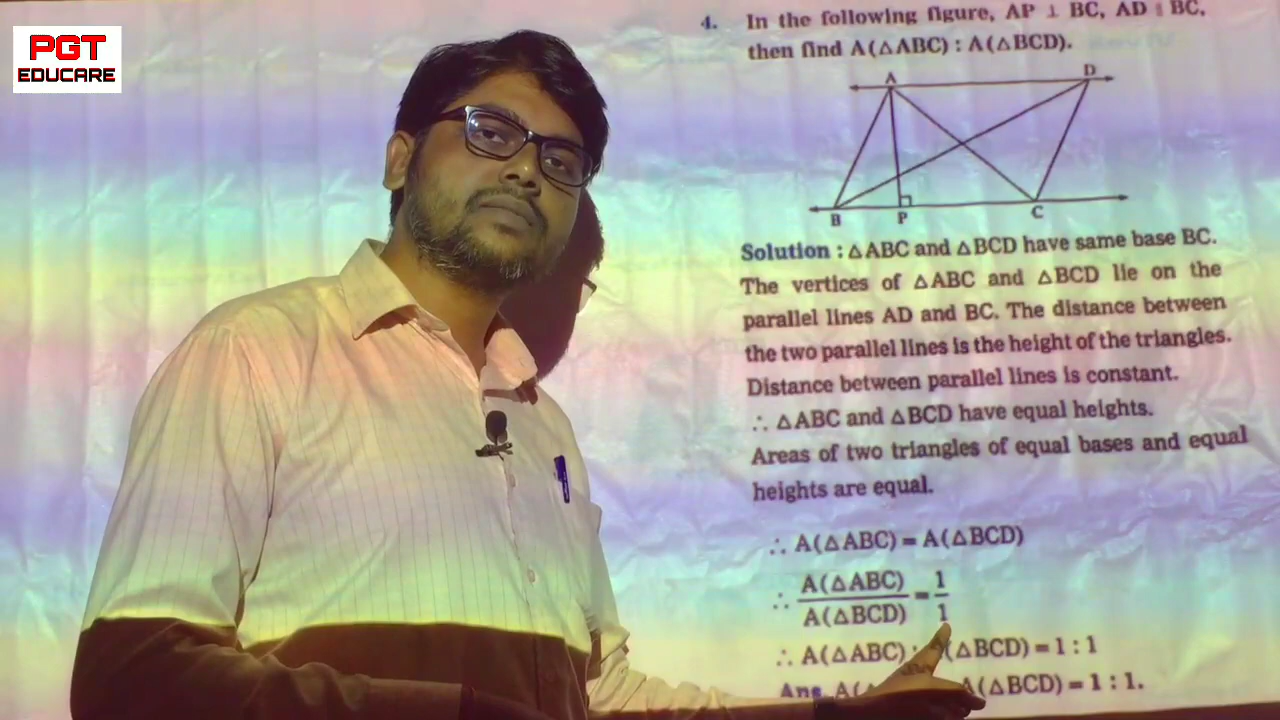 PGT
EDUCARE
4. In the following figure, AP ⊥ BC, AD ∥ BC,
then find A(△ABC) : A(△BCD).
A D
B P C
Solution : △ABC and △BCD have same base BC.
The vertices of △ABC and △BCD lie on the
parallel lines AD and BC. The distance between
the two parallel lines is the height of the triangles.
Distance between parallel lines is constant.
∴ △ABC and △BCD have equal heights.
Areas of two triangles of equal bases and equal
heights are equal.
∴ A(△ABC) = A(△BCD)
∴ A(△ABC) / A(△BCD) = 1 / 1
∴ A(△ABC) : A(△BCD) = 1 : 1
Ans. A(△BCD) = 1 : 1.